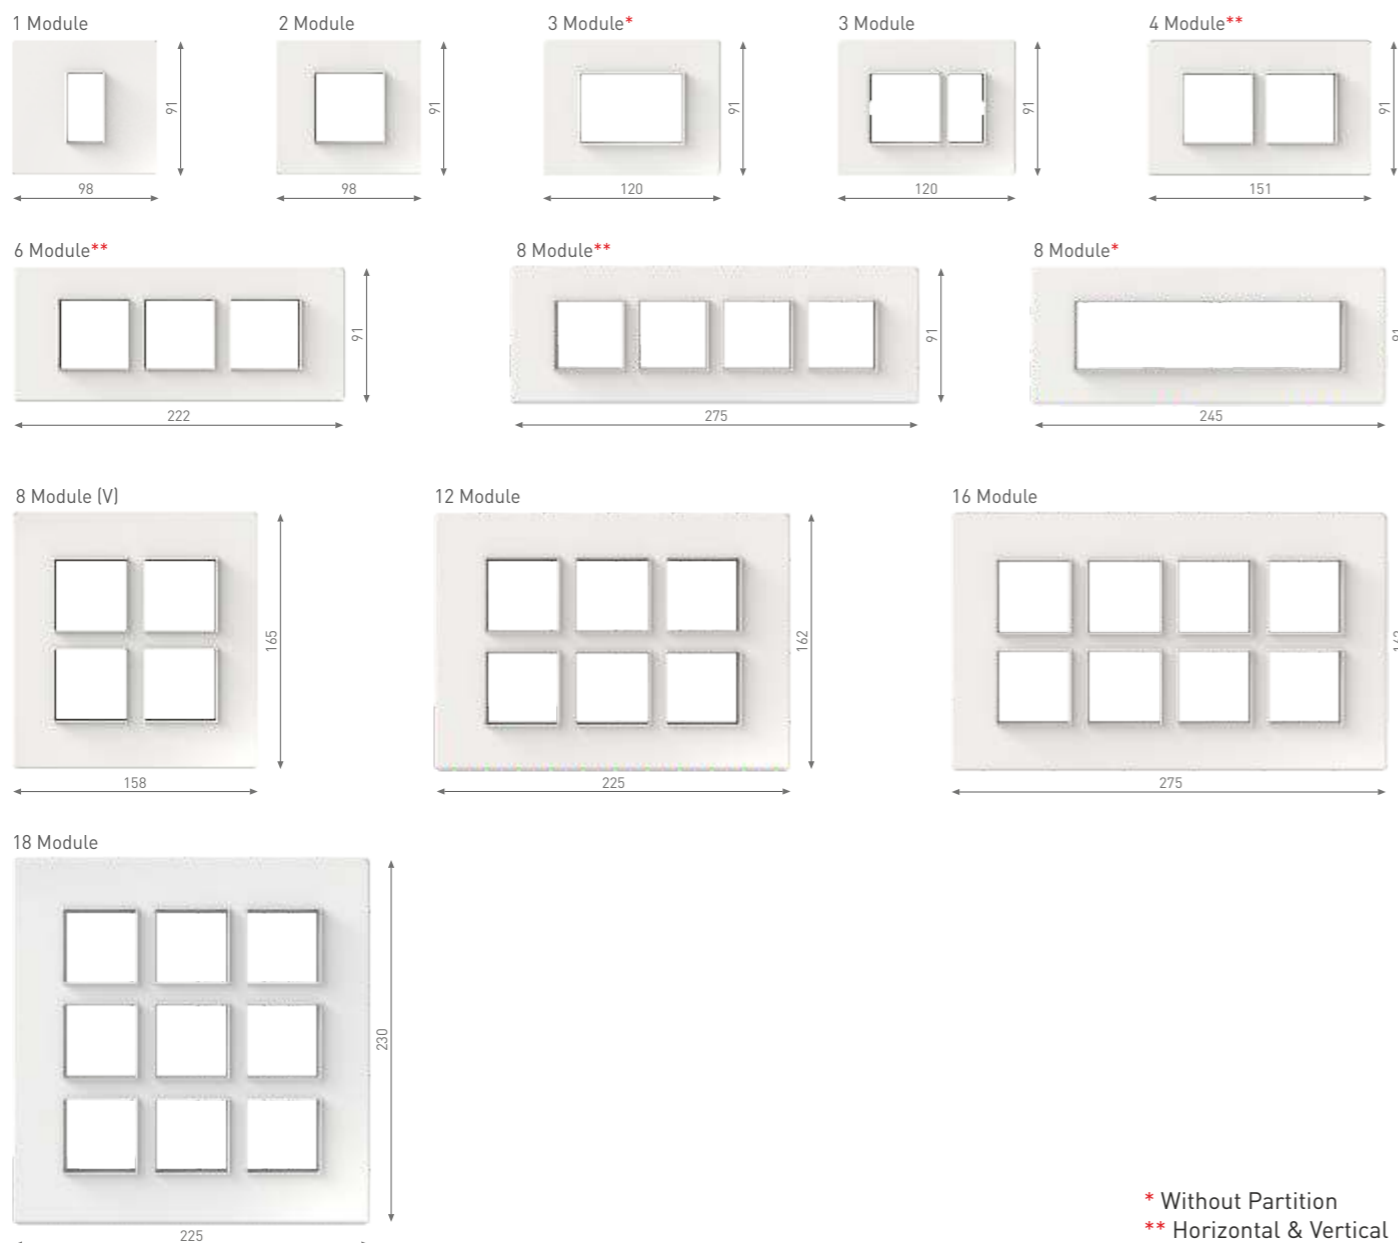 1 Module
2 Module
3 Module*
3 Module
4 Module**
91
91
91
91
91
98
98
120
120
151
6 Module**
8 Module**
8 Module*
91
91
91
222
275
245
8 Module (V)
12 Module
16 Module
165
162
158
225
275
18 Module
230
225
* Without Partition
** Horizontal & Vertical